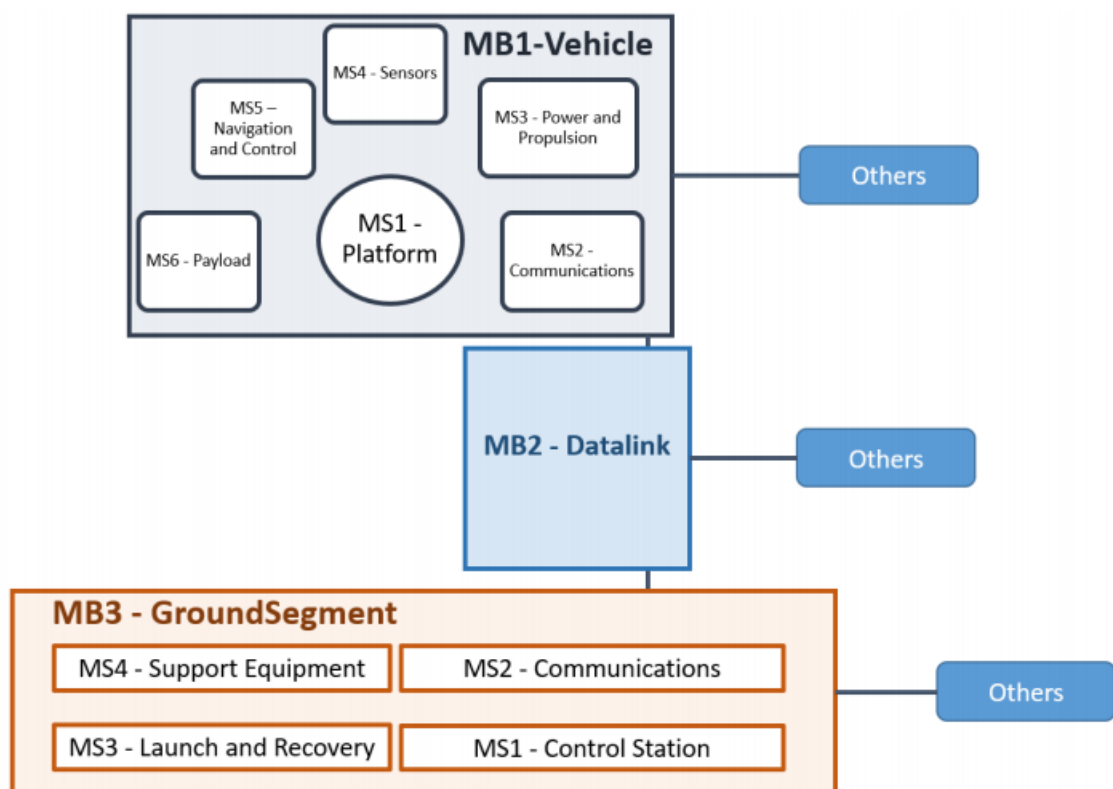 MB1-Vehicle
MS4 - Sensors
MS5 –
Navigation
and Control
MS3 - Power and
Propulsion
MS6 - Payload
MS1 -
Platform
MS2 -
Communications
Others
MB2 - Datalink
Others
MB3 - GroundSegment
MS4 - Support Equipment
MS2 - Communications
MS3 - Launch and Recovery
MS1 - Control Station
Others